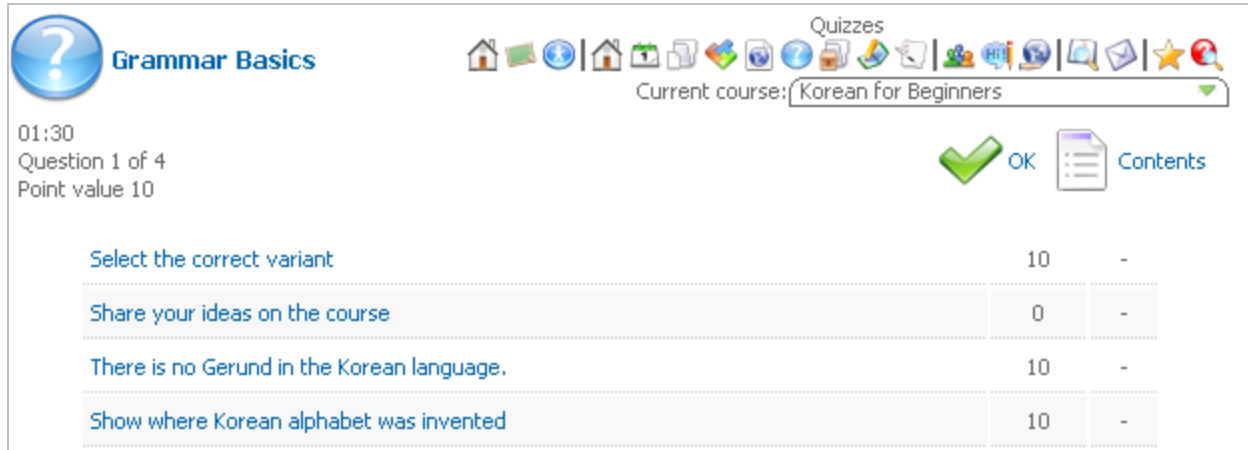 Quizzes
Grammar Basics
Current course: Korean for Beginners
01:30
Question 1 of 4
Point value 10
OK Contents
Select the correct variant 10 -
Share your ideas on the course 0 -
There is no Gerund in the Korean language. 10 -
Show where Korean alphabet was invented 10 -